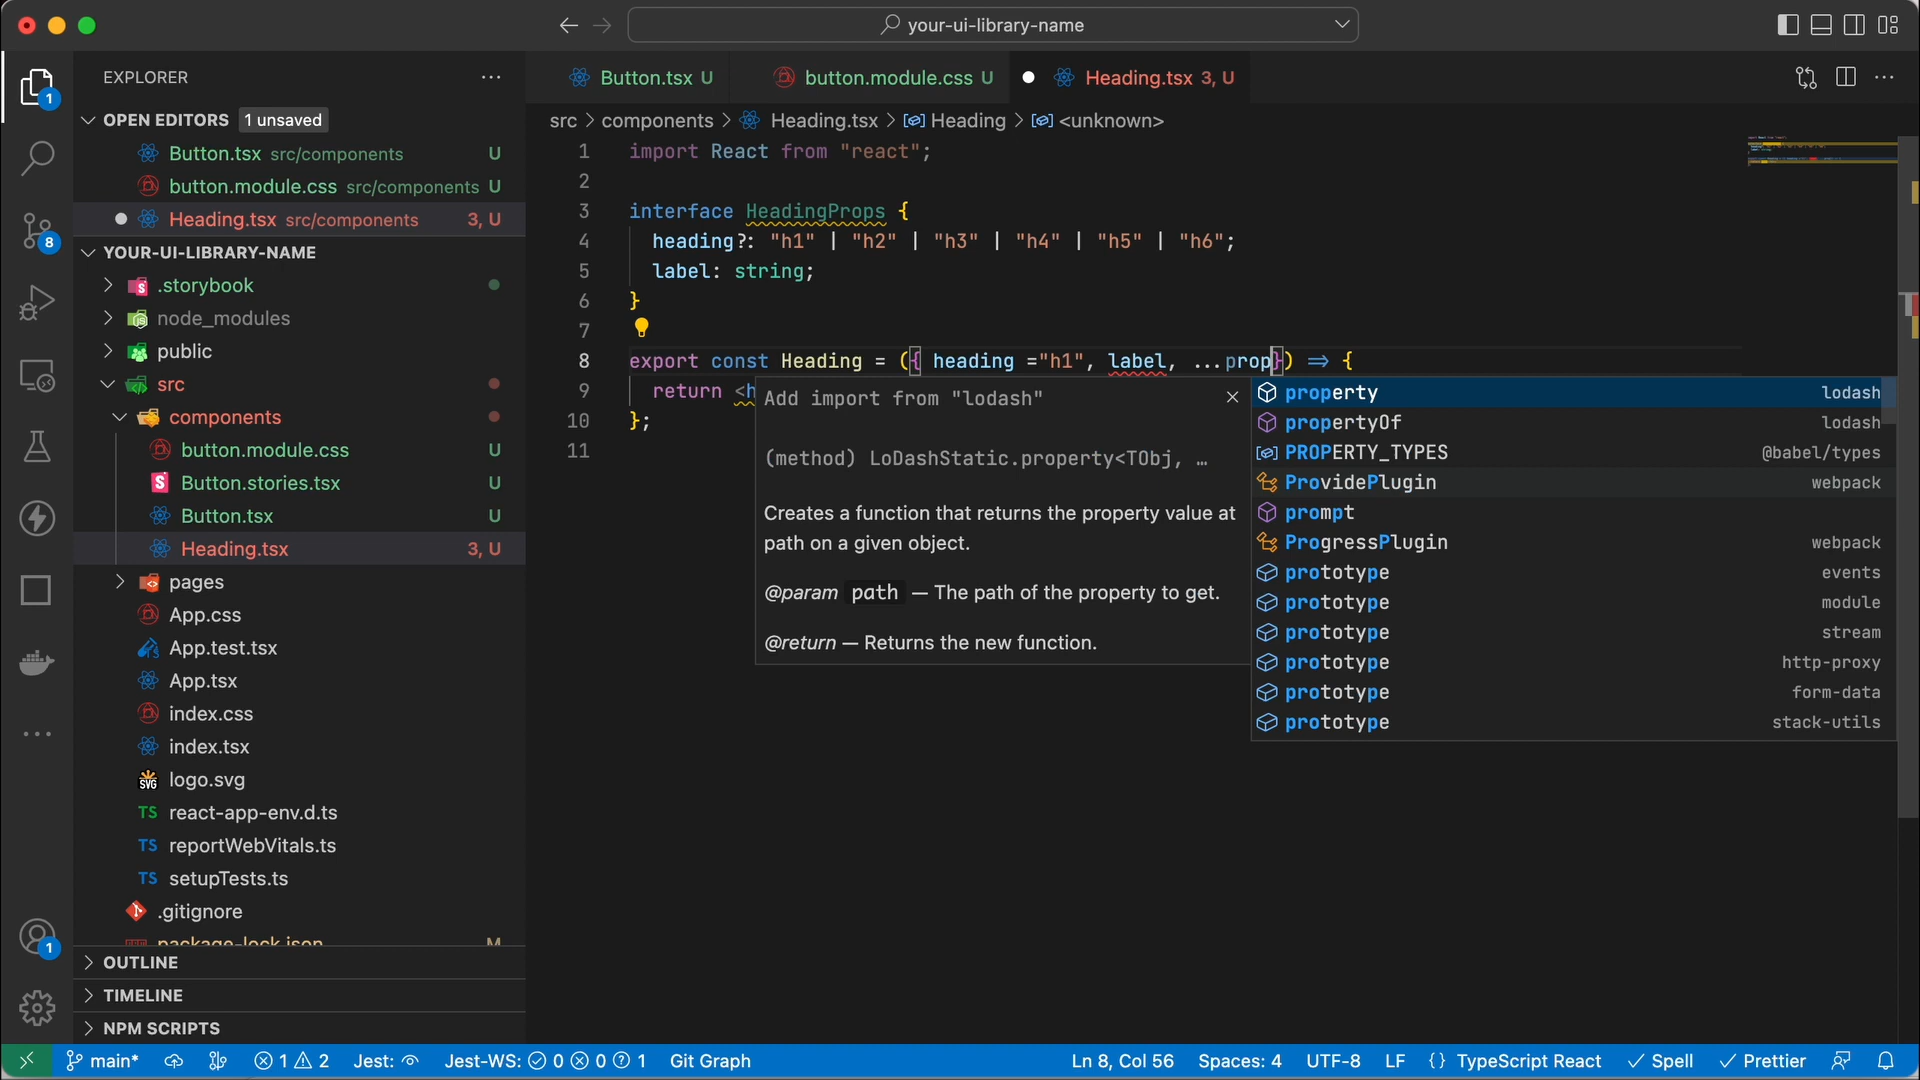 your-ui-library-name
EXPLORER
Button.tsx U
button.module.css U
Heading.tsx 3, U
OPEN EDITORS 1 unsaved
Button.tsx src/components U
button.module.css src/components U
Heading.tsx src/components 3, U
YOUR-UI-LIBRARY-NAME
.storybook
node_modules
public
src
components
button.module.css U
Button.stories.tsx U
Button.tsx U
Heading.tsx 3, U
pages
App.css
App.test.tsx
App.tsx
index.css
index.tsx
logo.svg
TS react-app-env.d.ts
TS reportWebVitals.ts
TS setupTests.ts
.gitignore
package-lock.json M
OUTLINE
TIMELINE
NPM SCRIPTS
src > components > Heading.tsx > Heading > <unknown>
1 import React from "react";
2
3 interface HeadingProps {
4 heading?: "h1" | "h2" | "h3" | "h4" | "h5" | "h6";
5 label: string;
6 }
7
8 export const Heading = ({ heading ="h1", label, ...prop}) => {
9 return <h
10 };
11
Add import from "lodash"
(method) LoDashStatic.property<TObj, …
Creates a function that returns the property value at
path on a given object.
@param path — The path of the property to get.
@return — Returns the new function.
property lodash
propertyOf lodash
PROPERTY_TYPES @babel/types
ProvidePlugin webpack
prompt
ProgressPlugin webpack
prototype events
prototype module
prototype stream
prototype http-proxy
prototype form-data
prototype stack-utils
1
8
1
main* 1 2 Jest: Jest-WS: 0 0 1 Git Graph Ln 8, Col 56 Spaces: 4 UTF-8 LF {} TypeScript React Spell Prettier